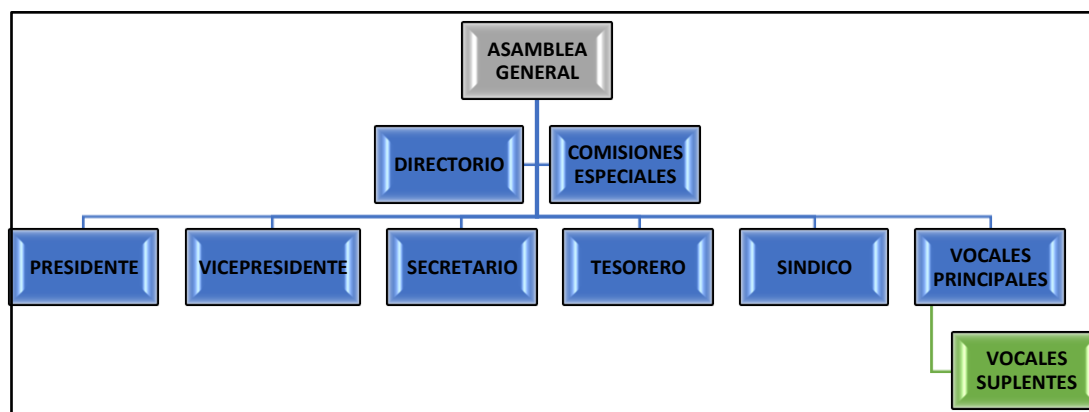 ASAMBLEA
GENERAL
DIRECTORIO
COMISIONES
ESPECIALES
PRESIDENTE
VICEPRESIDENTE
SECRETARIO
TESORERO
SINDICO
VOCALES
PRINCIPALES
VOCALES
SUPLENTES